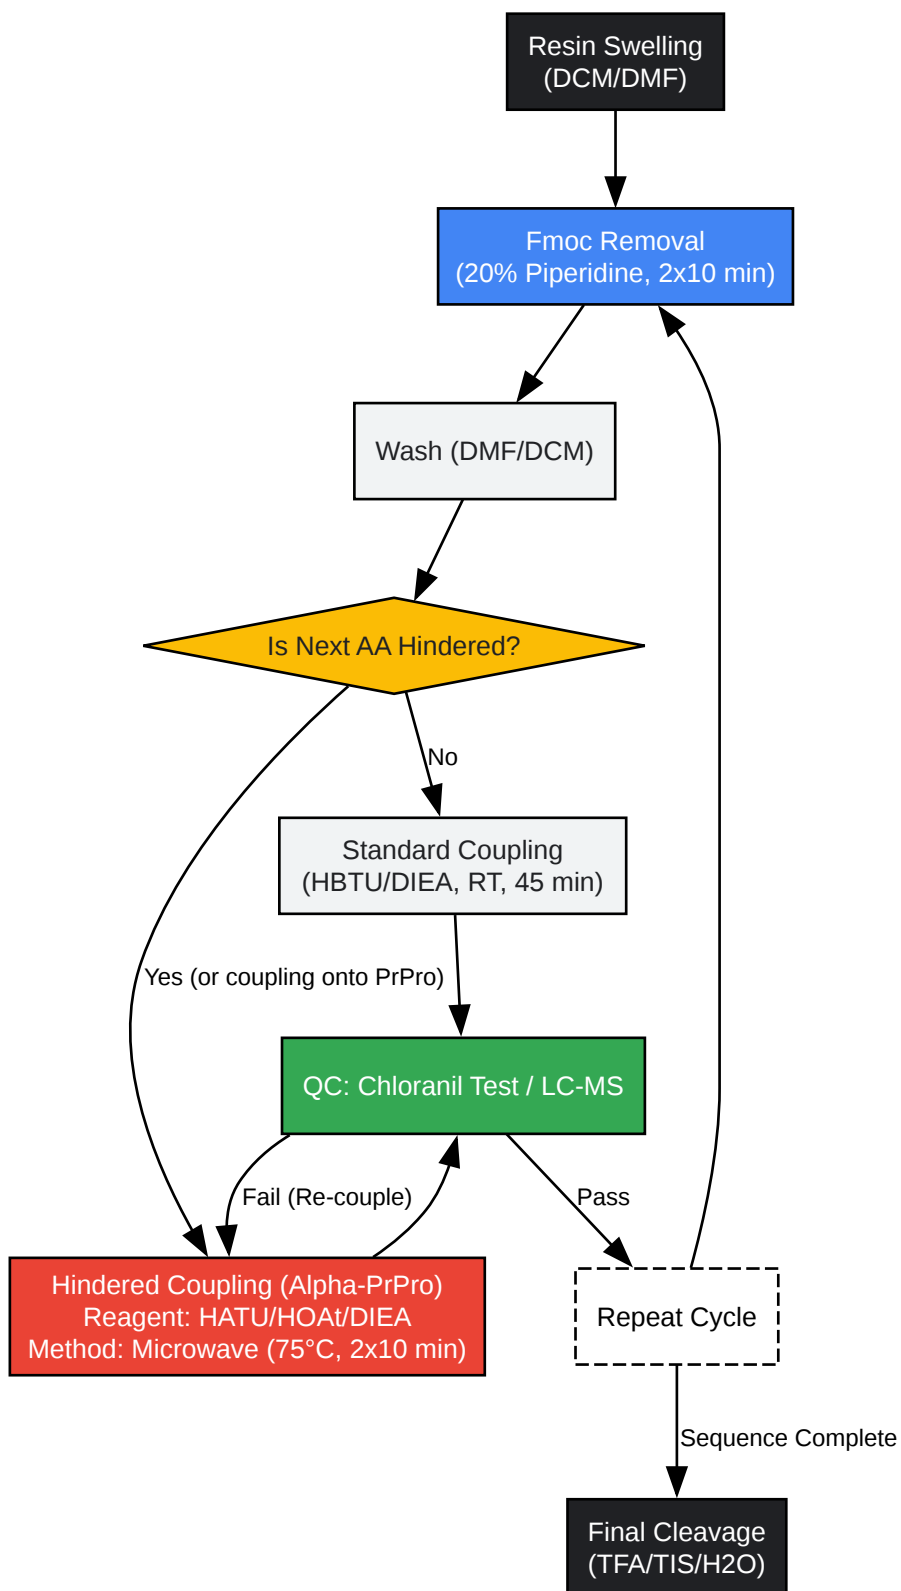 Resin Swelling
(DCM/DMF)
Fmoc Removal
(20% Piperidine, 2x10 min)
Wash (DMF/DCM)
Is Next AA Hindered?
No
Standard Coupling
(HBTU/DIEA, RT, 45 min)
Yes (or coupling onto PrPro)
QC: Chloranil Test / LC-MS
Fail (Re-couple)
Pass
Hindered Coupling (Alpha-PrPro)
Reagent: HATU/HOAt/DIEA
Method: Microwave (75°C, 2x10 min)
Repeat Cycle
Sequence Complete
Final Cleavage
(TFA/TIS/H2O)